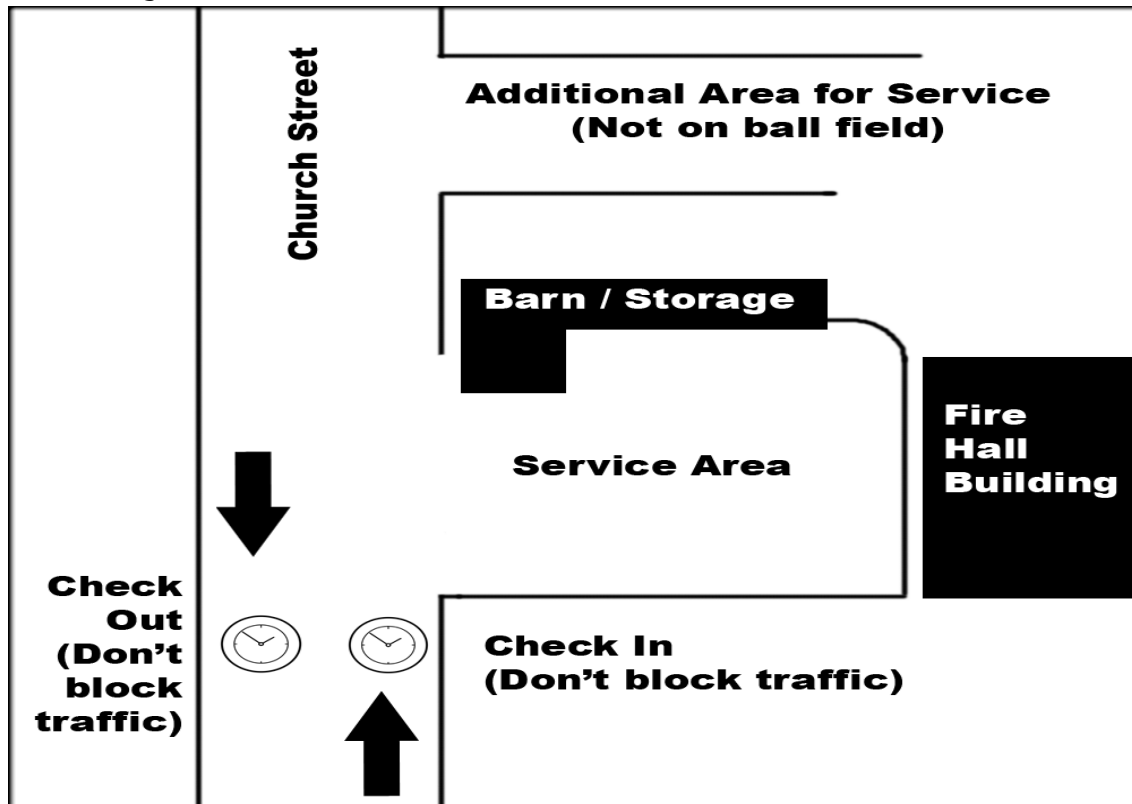 Church Street
Additional Area for Service
(Not on ball field)
Barn / Storage
Service Area
Fire
Hall
Building
Check
Out
(Don’t
block
traffic)
Check In
(Don’t block traffic)